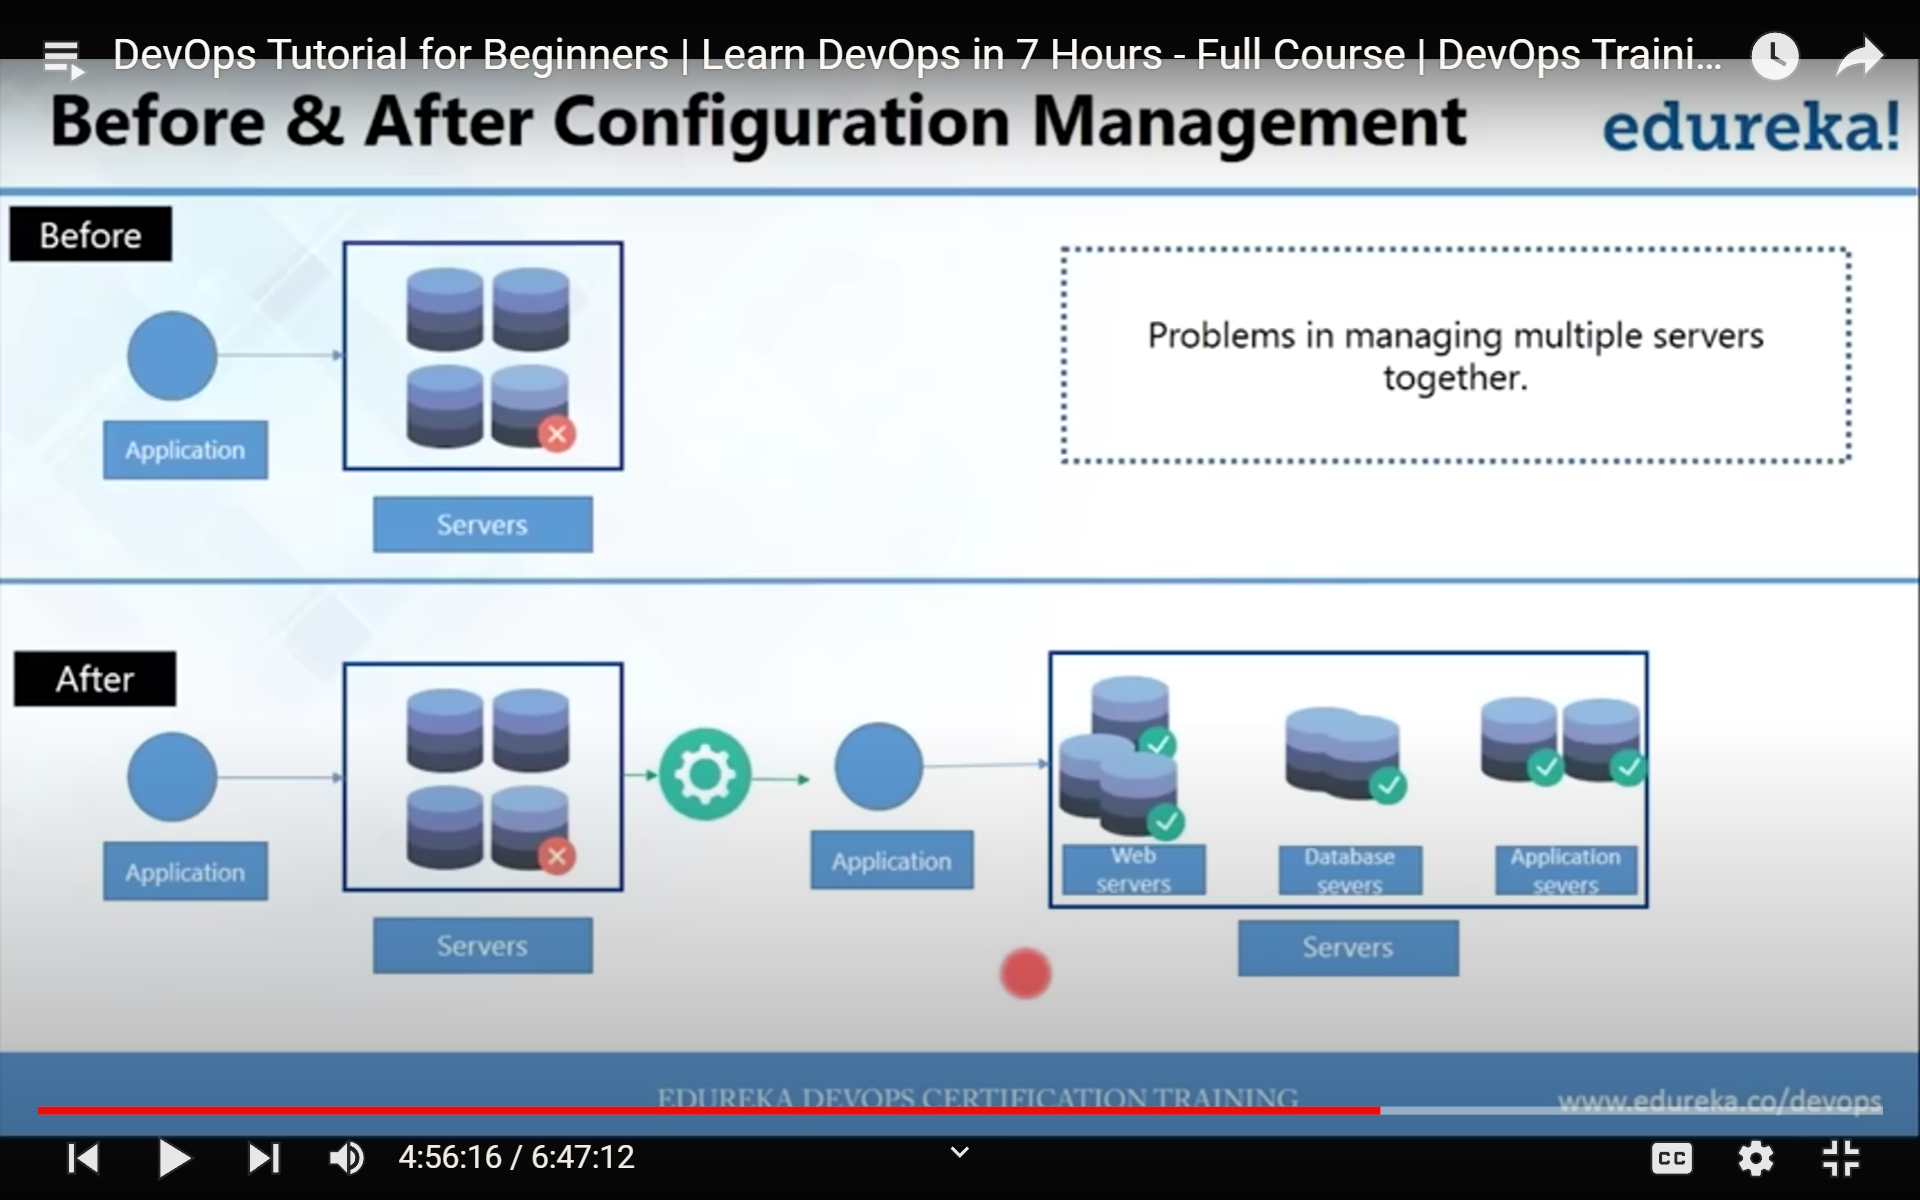 DevOps Tutorial for Beginners | Learn DevOps in 7 Hours - Full Course | DevOps Traini...
Before & After Configuration Management
edureka!
Before
Problems in managing multiple servers
together.
Application
Servers
After
Application
Servers
Application
Web
servers
Database
severs
Application
severs
Servers
EDUREKA DEVOPS CERTIFICATION TRAINING
www.edureka.co/devops
4:56:16 / 6:47:12
CC